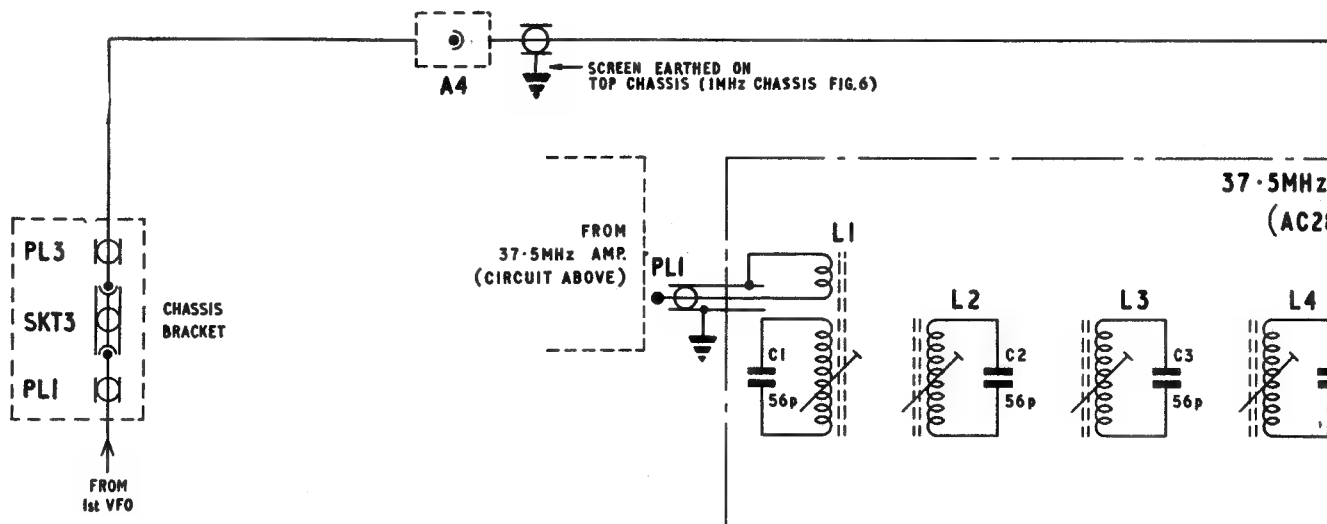 A4
SCREEN EARTHED ON
TOP CHASSIS (1MHz CHASSIS FIG.6)
37·5MHz
(AC28
PL3
SKT3
PL1
CHASSIS
BRACKET
FROM
1st VFO
FROM
37·5MHz AMP.
(CIRCUIT ABOVE)
PL1
L1
L2
L3
L4
C1
56p
C2
56p
C3
56p